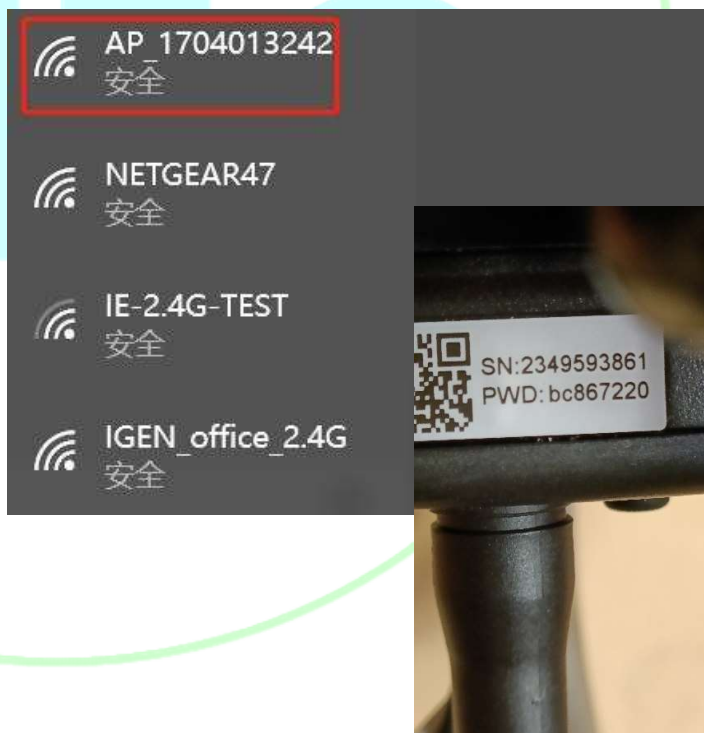 AP_1704013242
安全
NETGEAR47
安全
IE-2.4G-TEST
安全
IGEN_office_2.4G
安全
SN:2349593861
PWD:bc867220